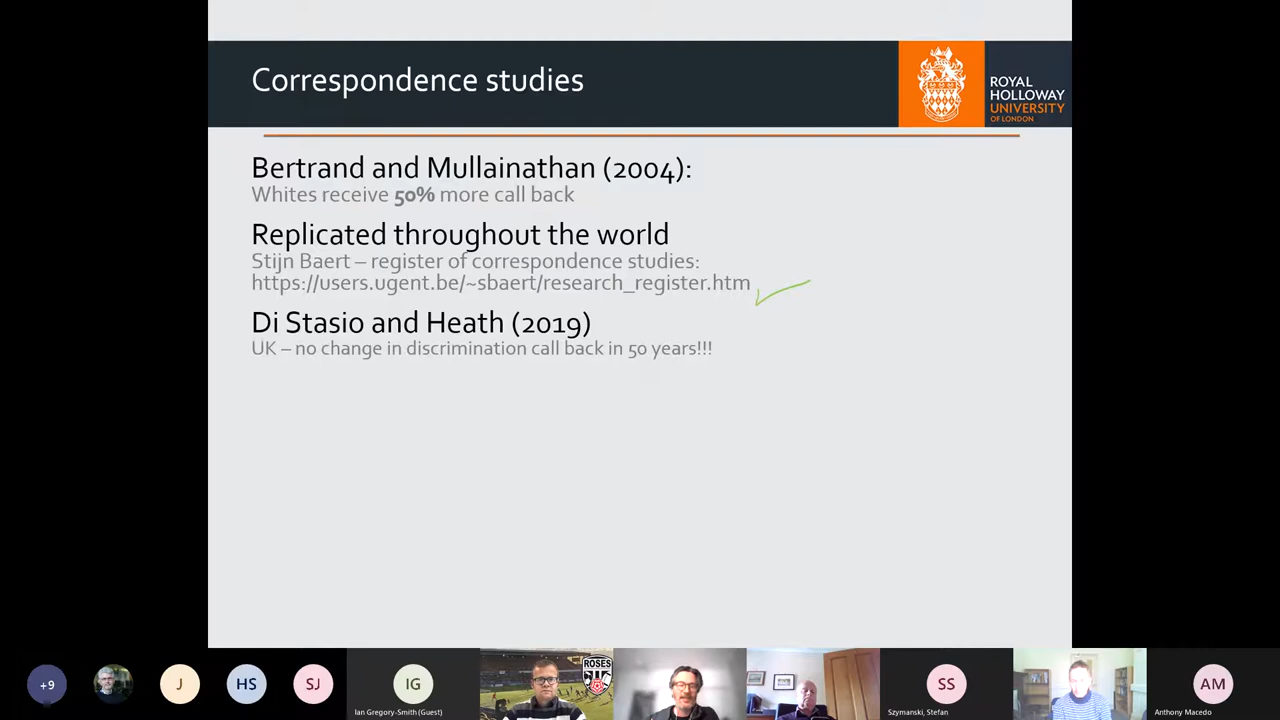 Correspondence studies
ROYAL
HOLLOWAY
UNIVERSITY
OF LONDON
Bertrand and Mullainathan (2004):
Whites receive 50% more call back
Replicated throughout the world
Stijn Baert – register of correspondence studies:
https://users.ugent.be/~sbaert/research_register.htm
Di Stasio and Heath (2019)
UK – no change in discrimination call back in 50 years!!!
+9
J
HS
SJ
IG
Ian Gregory-Smith (Guest)
ROSES
SS
Szymanski, Stefan
AM
Anthony Macedo